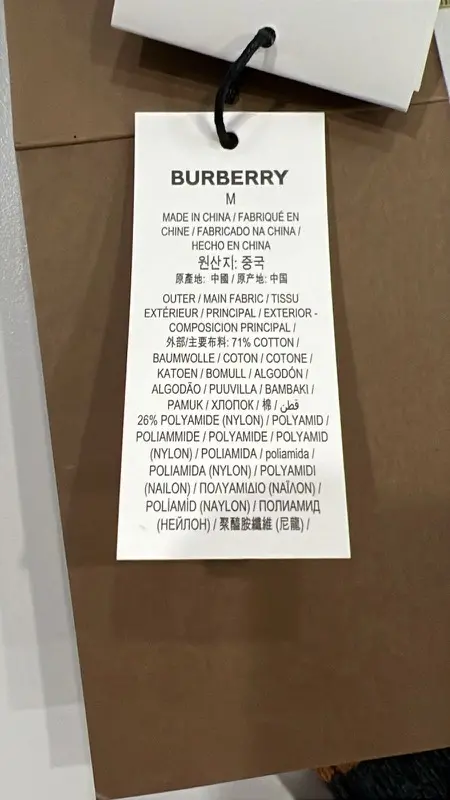 BURBERRY
M
MADE IN CHINA / FABRIQUÉ EN
CHINE / FABRICADO NA CHINA /
HECHO EN CHINA
원산지: 중국
原產地: 中國 / 原产地: 中国
OUTER / MAIN FABRIC / TISSU
EXTÉRIEUR / PRINCIPAL / EXTERIOR -
COMPOSICION PRINCIPAL /
外部/主要布料: 71% COTTON /
BAUMWOLLE / COTON / COTONE /
KATOEN / BOMULL / ALGODÓN /
ALGODÃO / PUUVILLA / BAMBAKI /
PAMUK / ХЛОПОК / 棉 / قطن /
26% POLYAMIDE (NYLON) / POLYAMID /
POLIAMMIDE / POLYAMIDE / POLYAMID
(NYLON) / POLIAMIDA / poliamida /
POLIAMIDA (NYLON) / POLYAMIDI
(NAILON) / ΠΟΛΥΑΜΙΔΙΟ (ΝΑΪΛΟΝ) /
POLİAMİD (NAYLON) / ПОЛИАМИД
(НЕЙЛОН) / 聚醯胺纖維 (尼龍) /